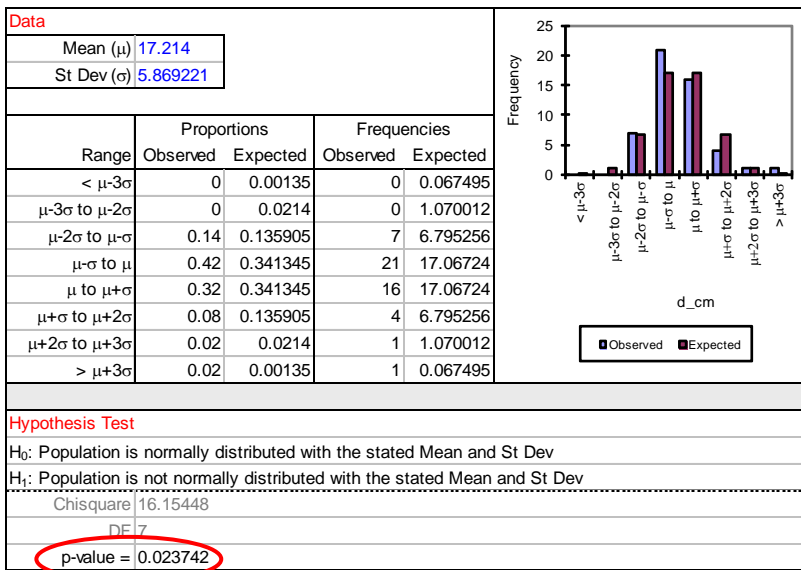 Data
Mean (μ) 17.214
St Dev (σ) 5.869221
Proportions Frequencies
Range Observed Expected Observed Expected
< μ-3σ 0 0.00135 0 0.067495
μ-3σ to μ-2σ 0 0.0214 0 1.070012
μ-2σ to μ-σ 0.14 0.135905 7 6.795256
μ-σ to μ 0.42 0.341345 21 17.06724
μ to μ+σ 0.32 0.341345 16 17.06724
μ+σ to μ+2σ 0.08 0.135905 4 6.795256
μ+2σ to μ+3σ 0.02 0.0214 1 1.070012
> μ+3σ 0.02 0.00135 1 0.067495
Frequency
25
20
15
10
5
0
< μ-3σ
μ-3σ to μ-2σ
μ-2σ to μ-σ
μ-σ to μ
μ to μ+σ
μ+σ to μ+2σ
μ+2σ to μ+3σ
> μ+3σ
d_cm
Observed Expected
Hypothesis Test
H₀: Population is normally distributed with the stated Mean and St Dev
H₁: Population is not normally distributed with the stated Mean and St Dev
Chisquare 16.15448
DF 7
p-value = 0.023742